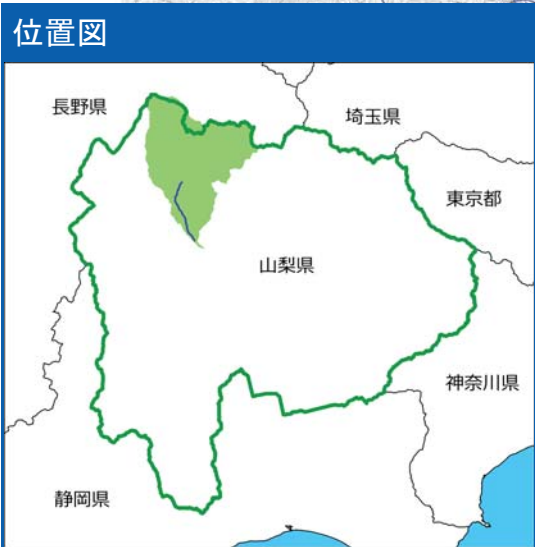 位置図
長野県
埼玉県
東京都
山梨県
神奈川県
静岡県